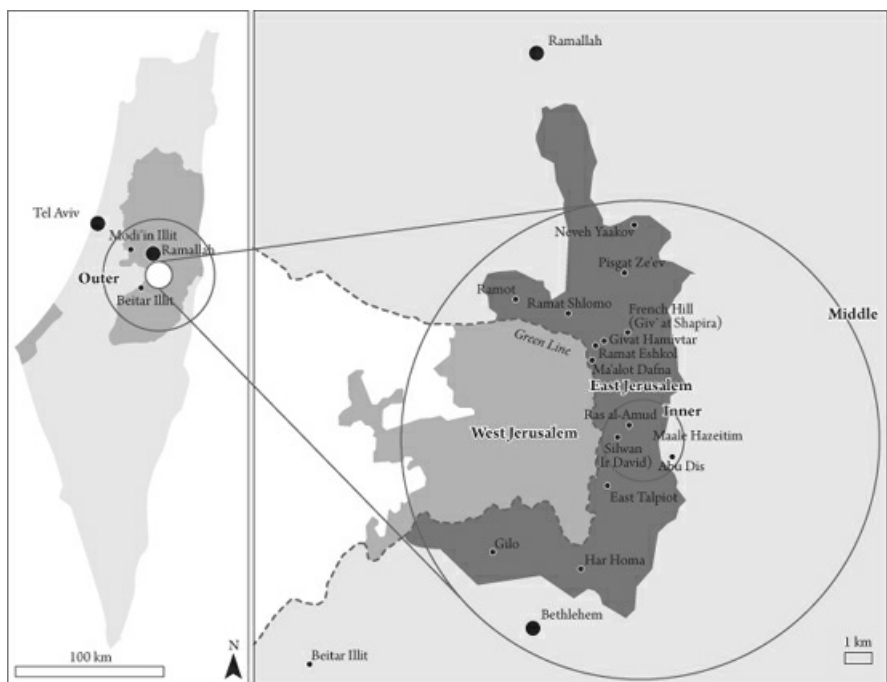 Tel Aviv
Modi'in Illit
Ramallah
Outer
Beitar Illit
100 km
N
Ramallah
Neveh Yaakov
Pisgat Ze'ev
Ramot
Ramat Shlomo
French Hill
(Giv'at Shapira)
Middle
Green Line
Givat Hamivtar
Ramat Eshkol
Ma'alot Dafna
East Jerusalem
Ras al-Amud
Inner
West Jerusalem
Maale Hazeitim
Silwan
(Ir David)
Abu Dis
East Talpiot
Gilo
Har Homa
Bethlehem
Beitar Illit
1 km